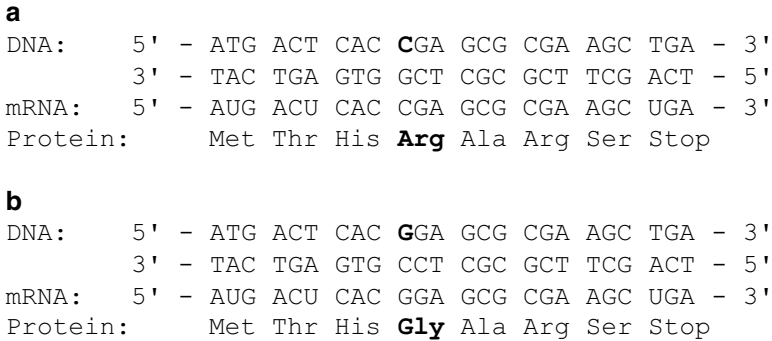 a
DNA: 5' - ATG ACT CAC CGA GCG CGA AGC TGA - 3'
3' - TAC TGA GTG GCT CGC GCT TCG ACT - 5'
mRNA: 5' - AUG ACU CAC CGA GCG CGA AGC UGA - 3'
Protein: Met Thr His Arg Ala Arg Ser Stop
b
DNA: 5' - ATG ACT CAC GGA GCG CGA AGC TGA - 3'
3' - TAC TGA GTG CCT CGC GCT TCG ACT - 5'
mRNA: 5' - AUG ACU CAC GGA GCG CGA AGC UGA - 3'
Protein: Met Thr His Gly Ala Arg Ser Stop